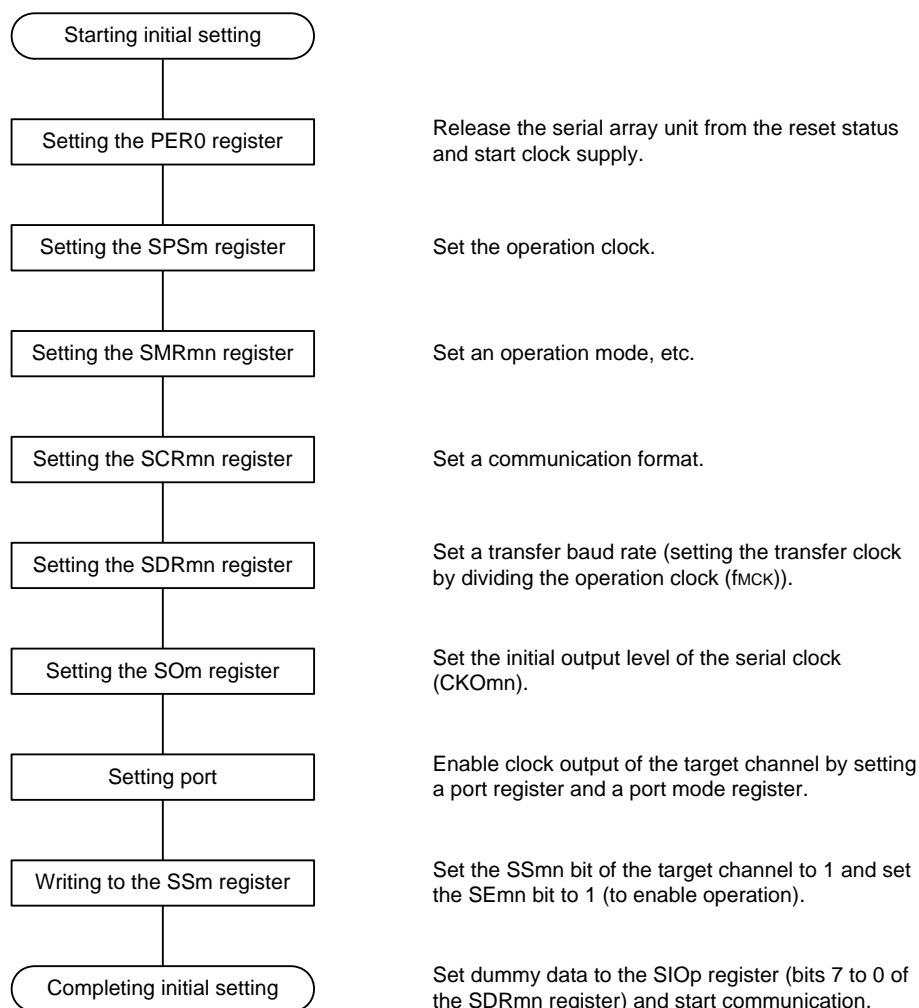 Starting initial setting
Setting the PER0 register
Release the serial array unit from the reset status
and start clock supply.
Setting the SPSm register
Set the operation clock.
Setting the SMRmn register
Set an operation mode, etc.
Setting the SCRmn register
Set a communication format.
Setting the SDRmn register
Set a transfer baud rate (setting the transfer clock
by dividing the operation clock (fMCK)).
Setting the SOm register
Set the initial output level of the serial clock
(CKOmn).
Setting port
Enable clock output of the target channel by setting
a port register and a port mode register.
Writing to the SSm register
Set the SSmn bit of the target channel to 1 and set
the SEmn bit to 1 (to enable operation).
Completing initial setting
Set dummy data to the SIOp register (bits 7 to 0 of
the SDRmn register) and start communication.